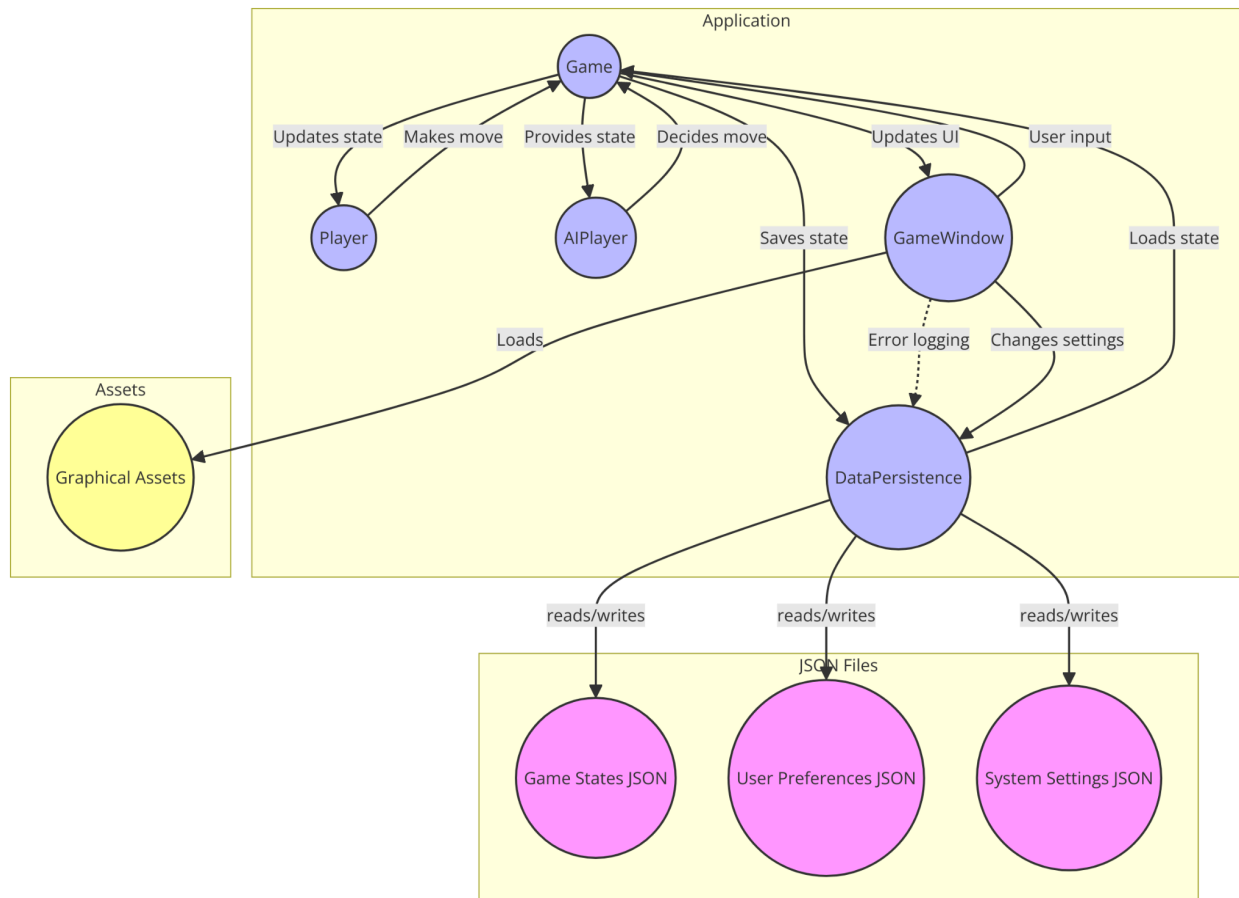 Application
Game
Updates state
Makes move
Provides state
Decides move
Updates UI
User input
Player
AIPlayer
Saves state
GameWindow
Loads state
Loads
Error logging
Changes settings
Assets
Graphical Assets
DataPersistence
reads/writes
reads/writes
reads/writes
JSON Files
Game States JSON
User Preferences JSON
System Settings JSON